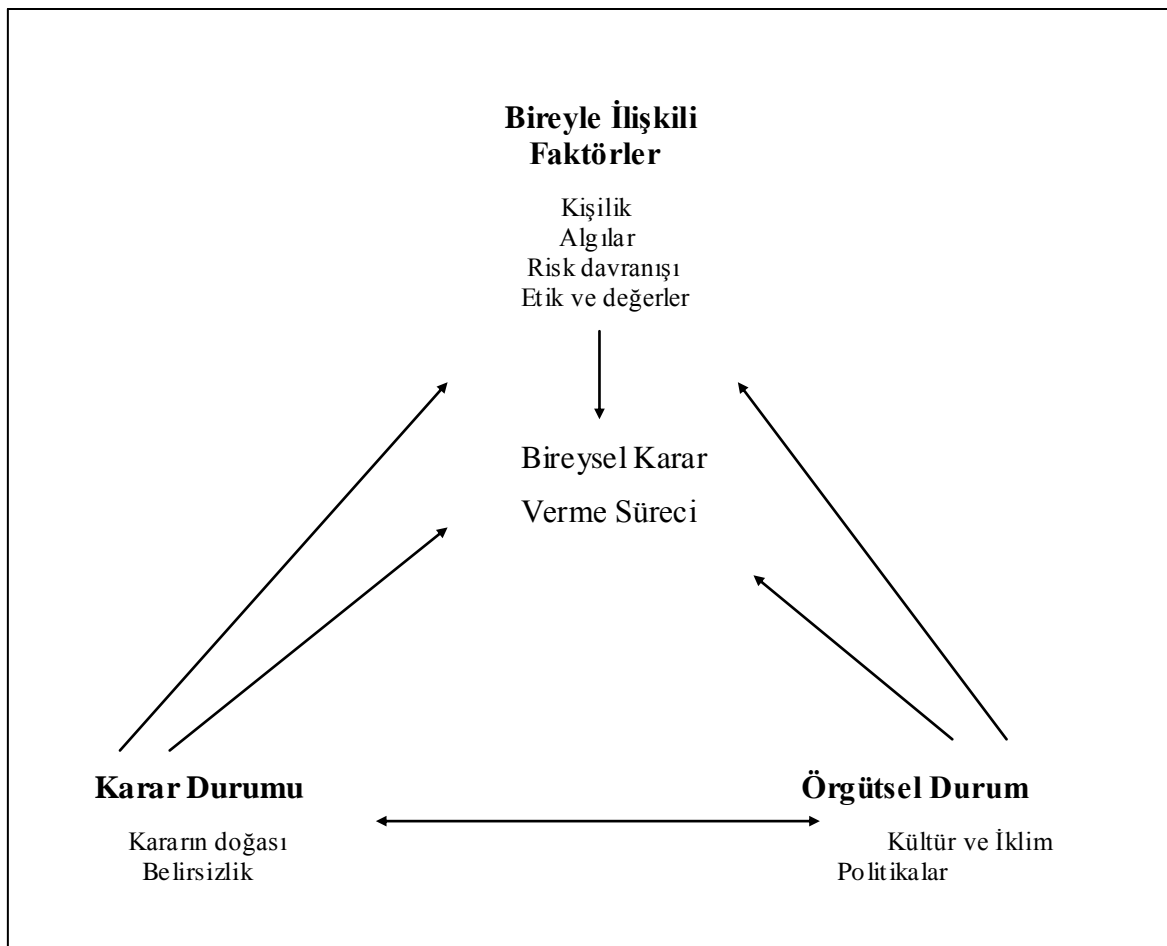 Bireyle İlişkili
Faktörler
Kişilik
Algılar
Risk davranışı
Etik ve değerler
Bireysel Karar
Verme Süreci
Karar Durumu
Kararın doğası
Belirsizlik
Örgütsel Durum
Kültür ve İklim
Politikalar